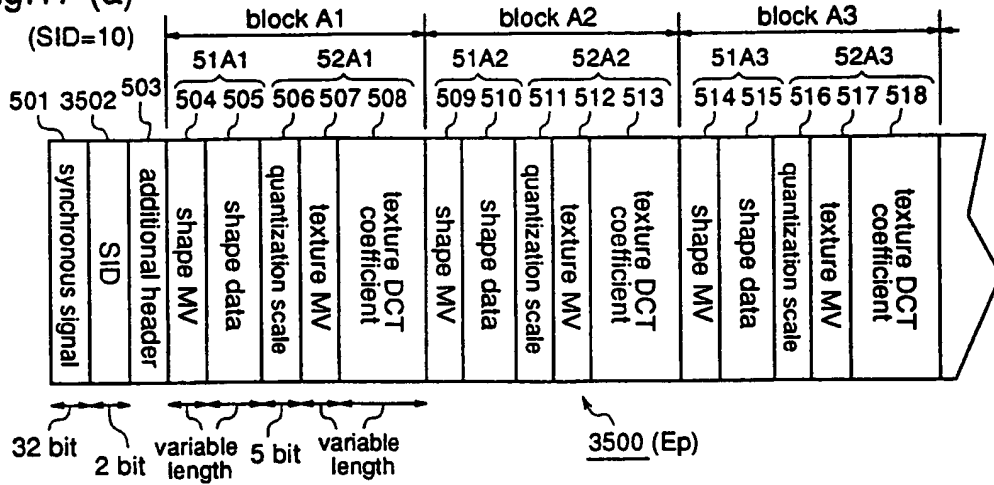 (SID=10)
block A1
block A2
block A3
51A1
52A1
51A2
52A2
51A3
52A3
501
3502
503
504
505
506
507
508
509
510
511
512
513
514
515
516
517
518
synchronous signal
SID
additional header
shape MV
shape data
quantization scale
texture MV
texture DCT
coefficient
shape MV
shape data
quantization scale
texture MV
texture DCT
coefficient
shape MV
shape data
quantization scale
texture MV
texture DCT
coefficient
32 bit
2 bit
variable
length
5 bit
variable
length
3500 (Ep)